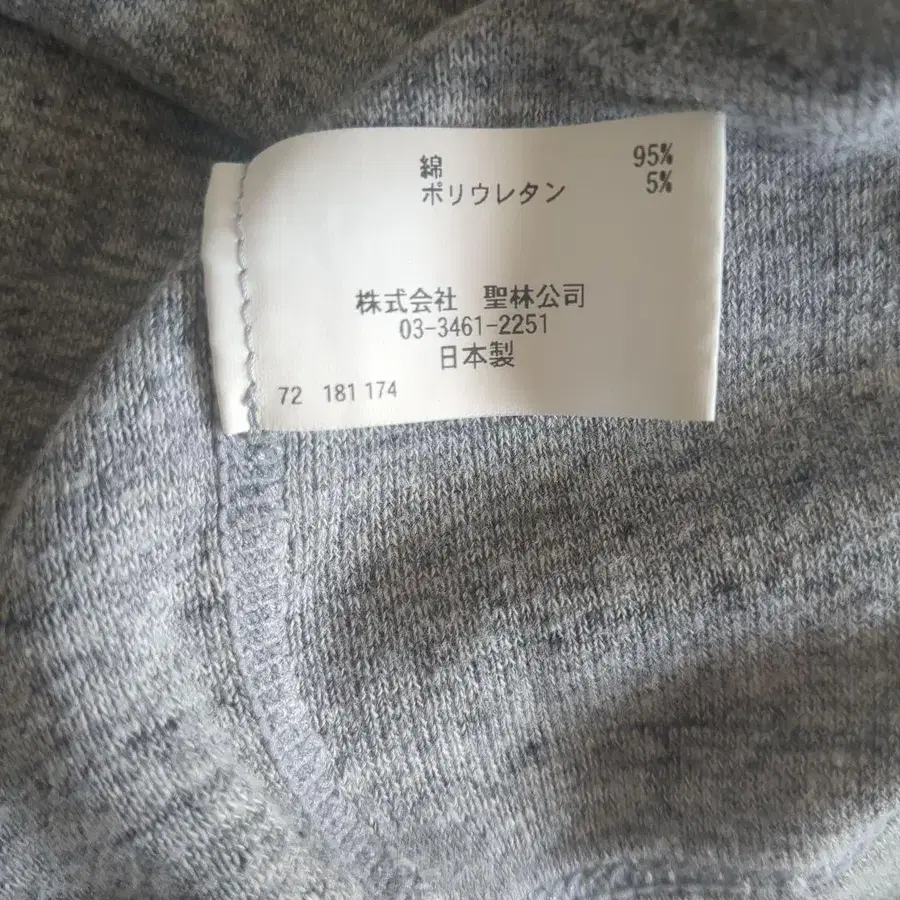 綿 95%
ポリウレタン 5%
株式会社 聖林公司
03-3461-2251
日本製
72 181 174